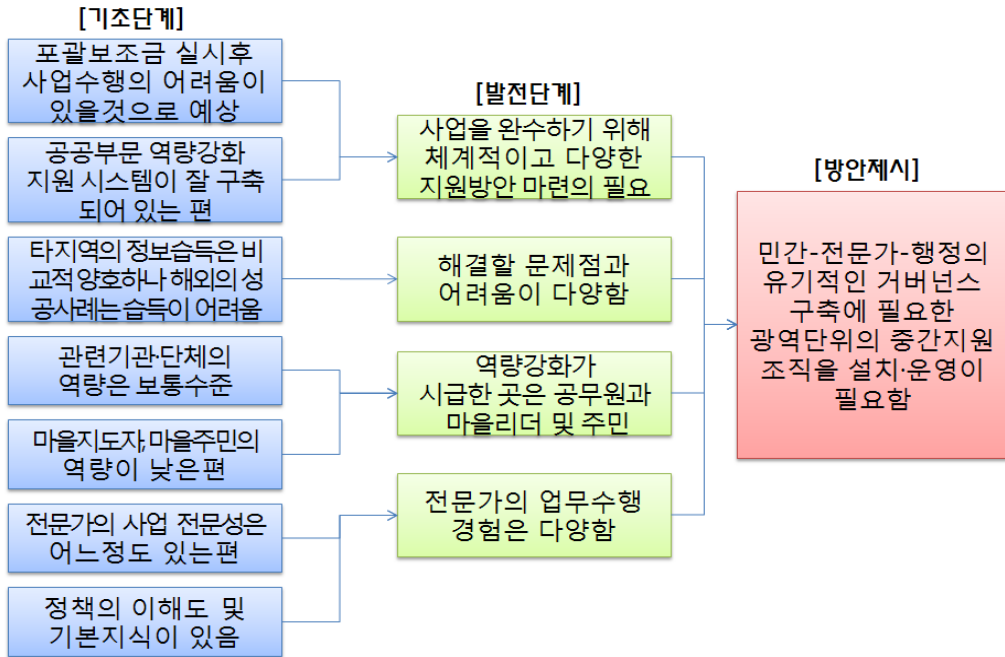 [기초단계]
포괄보조금 실시후
사업수행의 어려움이
있을것으로 예상
공공부문 역량강화
지원 시스템이 잘 구축
되어 있는 편
타지역의 정보습득은 비
교적 양호하나 해외의 성
공사례는 습득이 어려움
관련기관·단체의
역량은 보통수준
마을지도자,마을주민의
역량이 낮은편
전문가의 사업 전문성은
어느정도 있는편
정책의 이해도 및
기본지식이 있음
[발전단계]
사업을 완수하기 위해
체계적이고 다양한
지원방안 마련의 필요
해결할 문제점과
어려움이 다양함
역량강화가
시급한 곳은 공무원과
마을리더 및 주민
전문가의 업무수행
경험은 다양함
[방안제시]
민간-전문가-행정의
유기적인 거버넌스
구축에 필요한
광역단위의 중간지원
조직을 설치·운영이
필요함